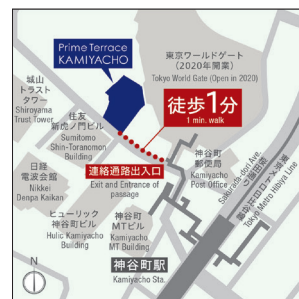 Prime Terrace
KAMIYACHO
東京ワールドゲート
(2020年開業)
Tokyo World Gate (Open in 2020)
城山
トラスト
タワー
Shiroyama
Trust Tower
徒歩1分
1 min. walk
住友
新虎ノ門ビル
Sumitomo
Shin-Toranomon
Building
日経
電波会館
Nikkei
Denpa Kaikan
連絡通路出入口
Exit and Entrance of
passage
神谷町
郵便局
Kamiyacho
Post Office
桜田通り
Sakurada-dori Ave.
東京メトロ日比谷線
Tokyo Metro Hibiya Line
ヒューリック
神谷町ビル
Hulic Kamiyacho
Building
神谷町
MTビル
Kamiyacho
MT Building
神谷町駅
Kamiyacho Sta.
N